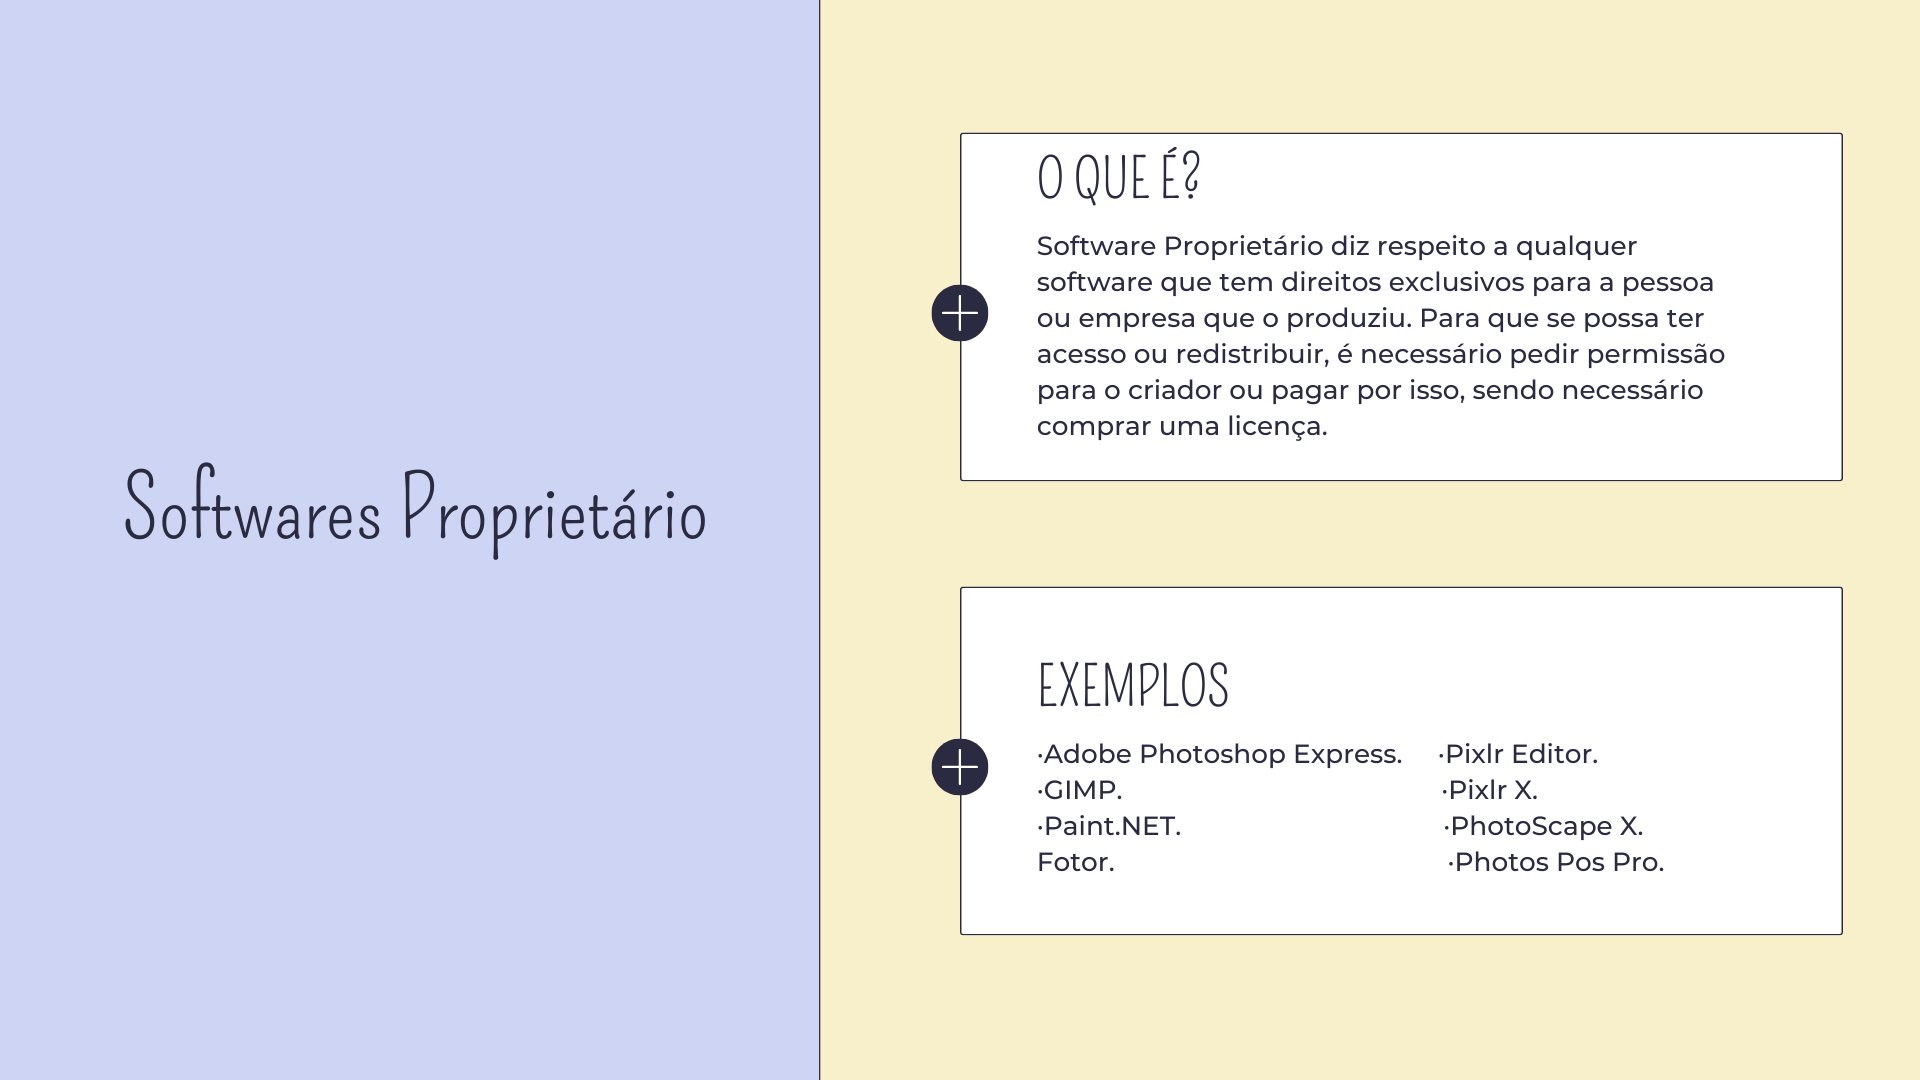 Softwares Proprietário
O QUE É?
Software Proprietário diz respeito a qualquer
software que tem direitos exclusivos para a pessoa
ou empresa que o produziu. Para que se possa ter
acesso ou redistribuir, é necessário pedir permissão
para o criador ou pagar por isso, sendo necessário
comprar uma licença.
EXEMPLOS
·Adobe Photoshop Express. ·Pixlr Editor.
·GIMP. ·Pixlr X.
·Paint.NET. ·PhotoScape X.
Fotor. ·Photos Pos Pro.